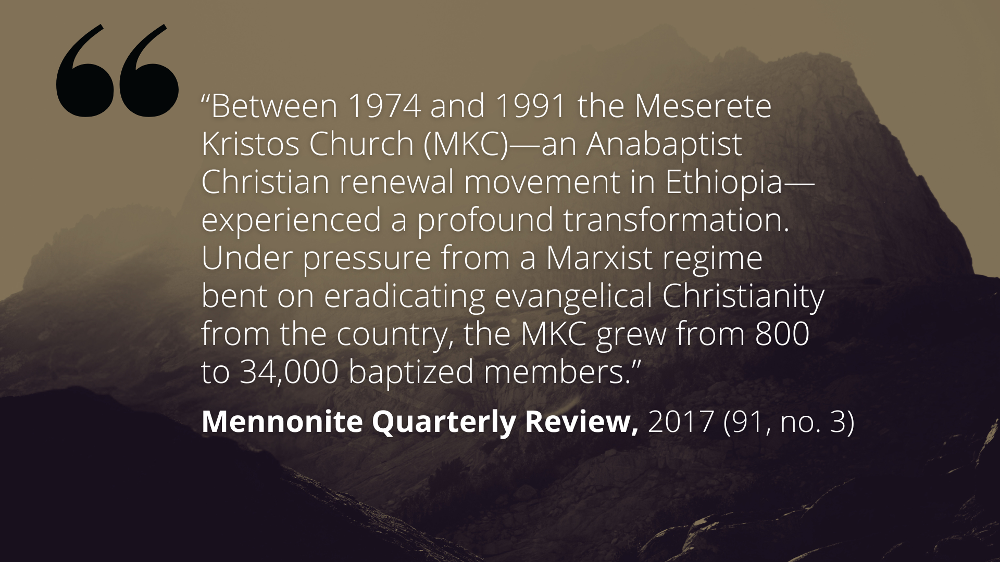 “Between 1974 and 1991 the Meserete
Kristos Church (MKC)—an Anabaptist
Christian renewal movement in Ethiopia—
experienced a profound transformation.
Under pressure from a Marxist regime
bent on eradicating evangelical Christianity
from the country, the MKC grew from 800
to 34,000 baptized members.”
Mennonite Quarterly Review, 2017 (91, no. 3)